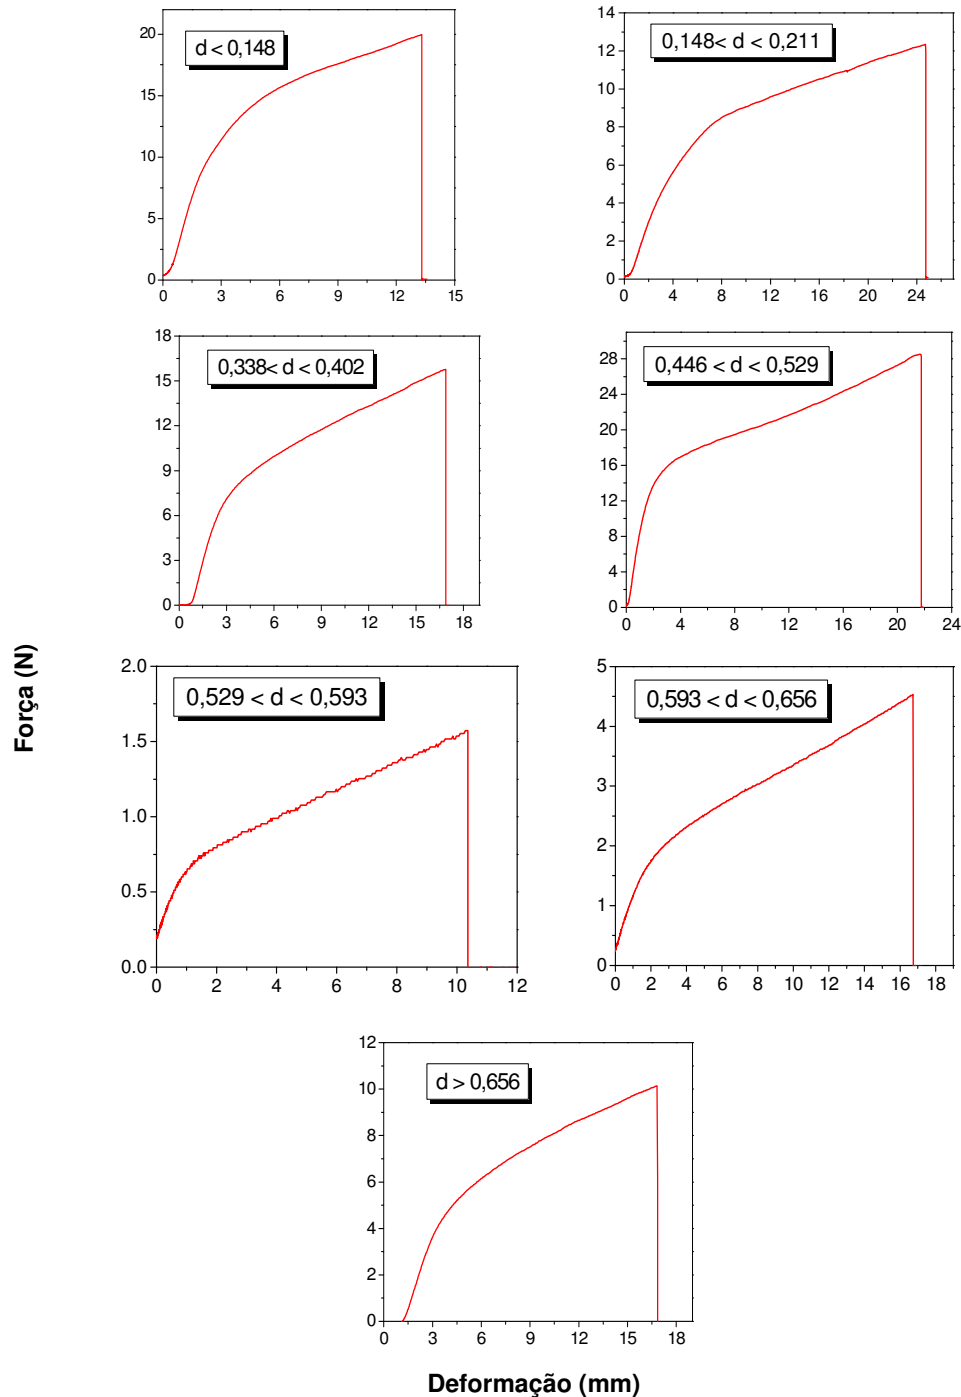 d < 0,148
20
15
10
5
0
0 3 6 9 12 15
0,148< d < 0,211
14
12
10
8
6
4
2
0
0 4 8 12 16 20 24
0,338< d < 0,402
18
15
12
9
6
3
0
0 3 6 9 12 15 18
0,446 < d < 0,529
28
24
20
16
12
8
4
0
0 4 8 12 16 20 24
Força (N)
0,529 < d < 0,593
2.0
1.5
1.0
0.5
0.0
0 2 4 6 8 10 12
0,593 < d < 0,656
5
4
3
2
1
0
0 2 4 6 8 10 12 14 16 18
d > 0,656
12
10
8
6
4
2
0
0 3 6 9 12 15 18
Deformação (mm)